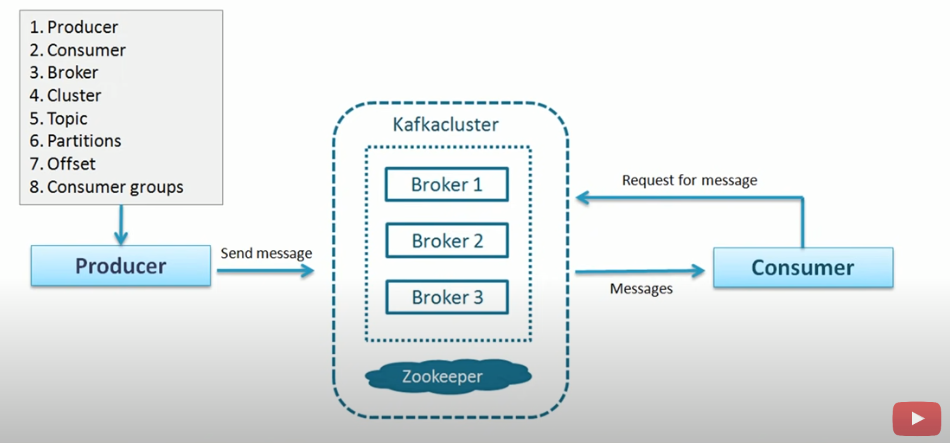 1. Producer
2. Consumer
3. Broker
4. Cluster
5. Topic
6. Partitions
7. Offset
8. Consumer groups
Kafkacluster
Broker 1
Request for message
Broker 2
Send message
Producer
Consumer
Broker 3
Messages
Zookeeper